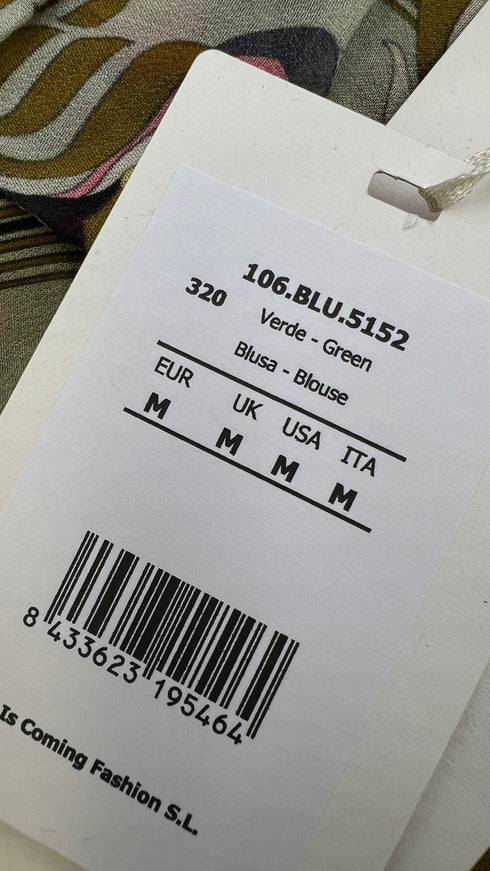 106.BLU.5152
320 Verde - Green
Blusa - Blouse
EUR UK USA ITA
M M M M
8 433623 195464
Is Coming Fashion S.L.